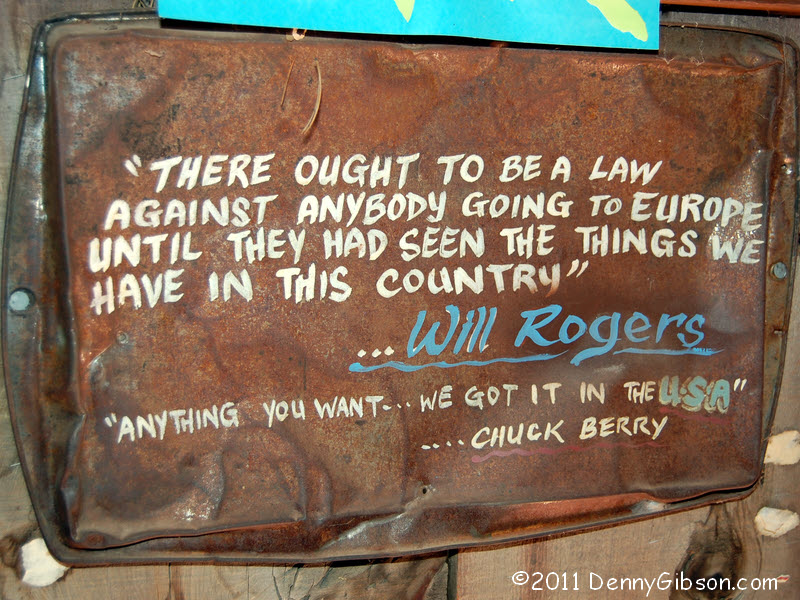 "THERE OUGHT TO BE A LAW
AGAINST ANYBODY GOING TO EUROPE
UNTIL THEY HAD SEEN THE THINGS WE
HAVE IN THIS COUNTRY"
...Will Rogers
"ANYTHING YOU WANT... WE GOT IT IN THE U.S.A"
....CHUCK BERRY
©2011 DennyGibson.com